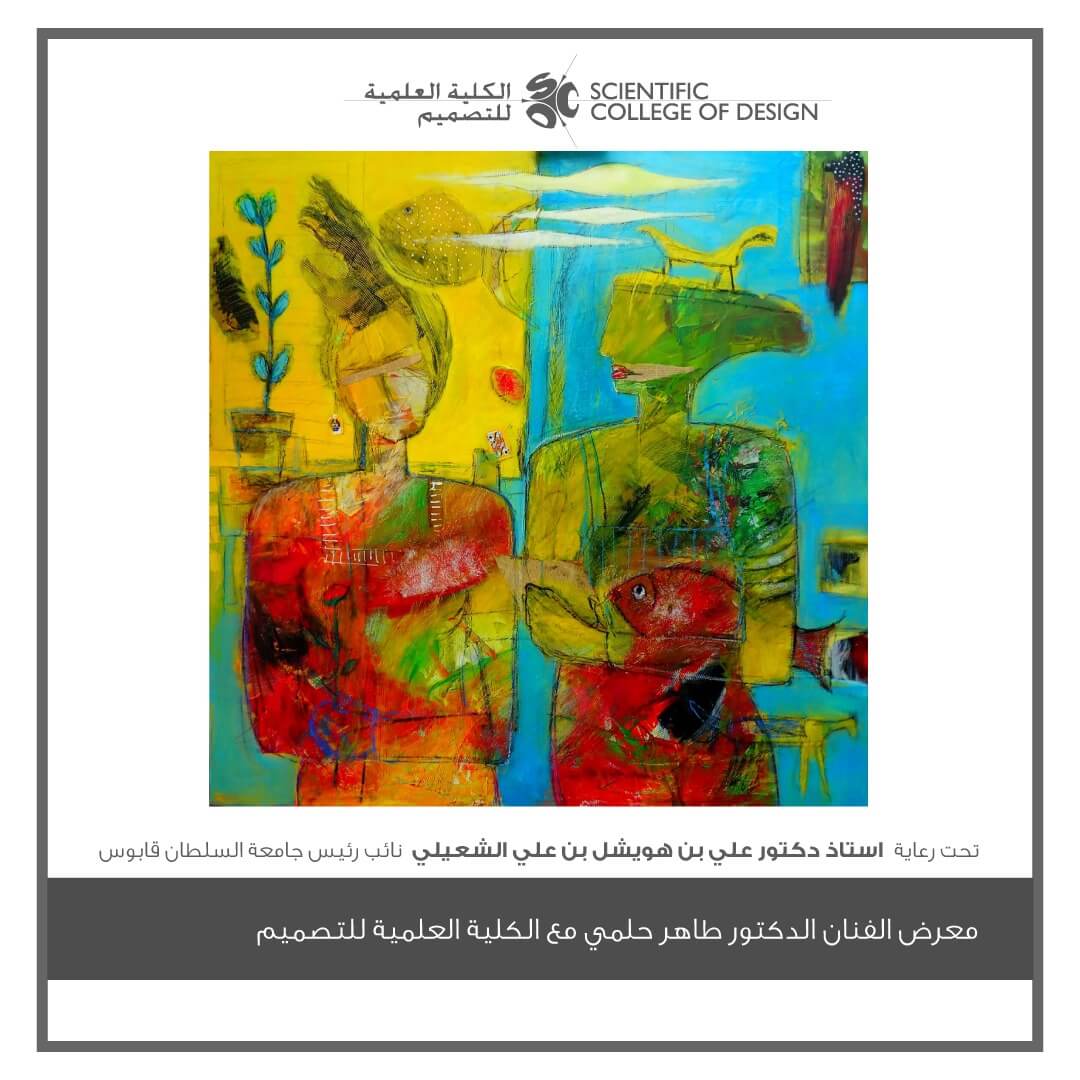 الكلية العلمية
للتصميم
SCIENTIFIC
COLLEGE OF DESIGN
تحت رعاية استاذ دكتور علي بن هويشل بن علي الشعيلي نائب رئيس جامعة السلطان قابوس
معرض الفنان الدكتور طاهر حلمي مع الكلية العلمية للتصميم